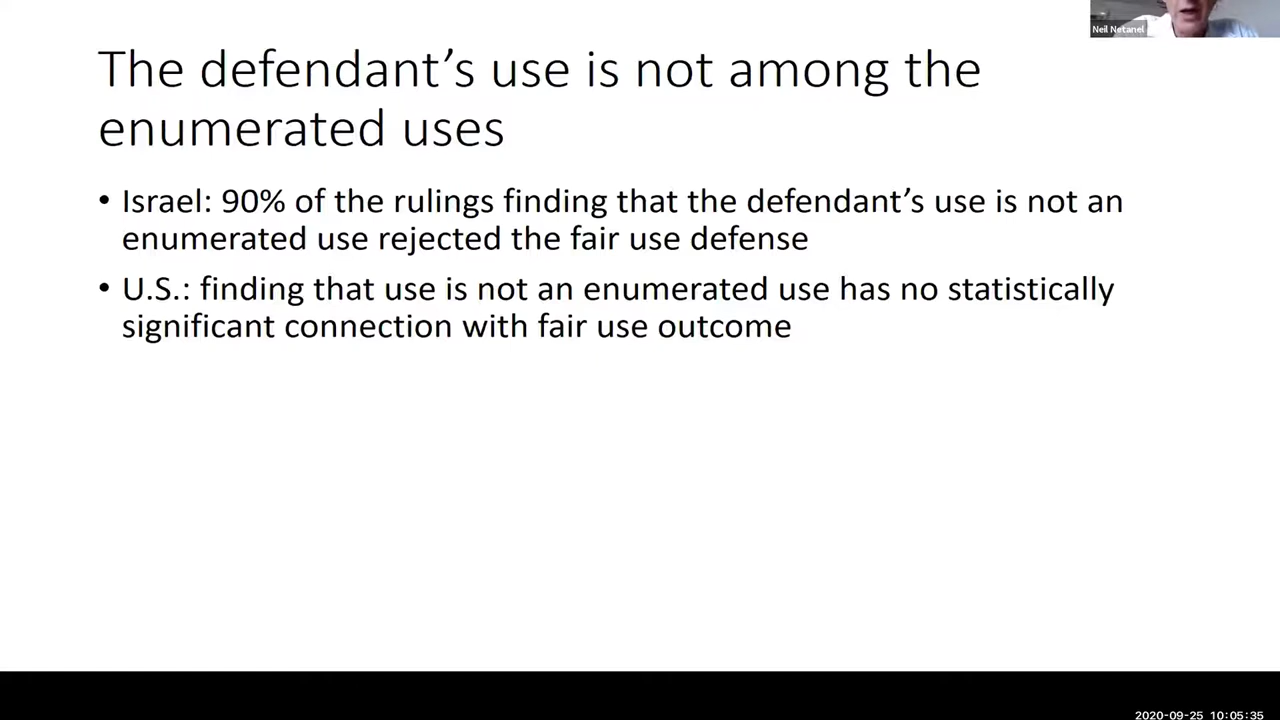 Neil Netanel
The defendant’s use is not among the
enumerated uses
• Israel: 90% of the rulings finding that the defendant’s use is not an
enumerated use rejected the fair use defense
• U.S.: finding that use is not an enumerated use has no statistically
significant connection with fair use outcome
2020-09-25 10:05:35